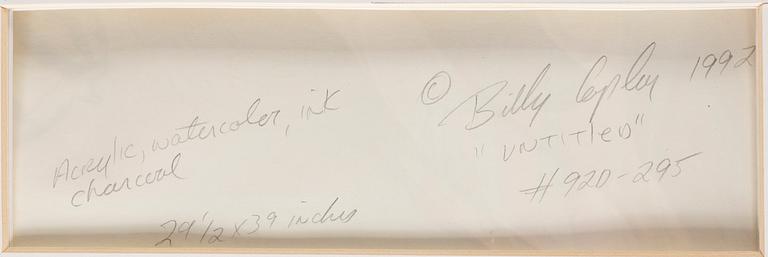 Acrylic, watercolor, ink
charcoal
29 1/2 x 39 inches
© Billy Copley 1992
"UNTITleD"
#920-295